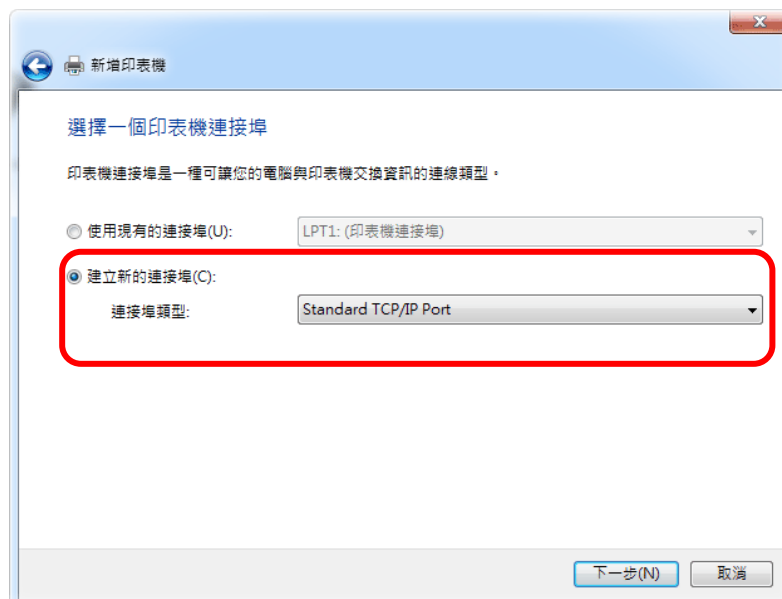 新增印表機
選擇一個印表機連接埠
印表機連接埠是一種可讓您的電腦與印表機交換資訊的連線類型。
使用現有的連接埠(U): LPT1: (印表機連接埠)
建立新的連接埠(C):
連接埠類型: Standard TCP/IP Port
下一步(N) 取消